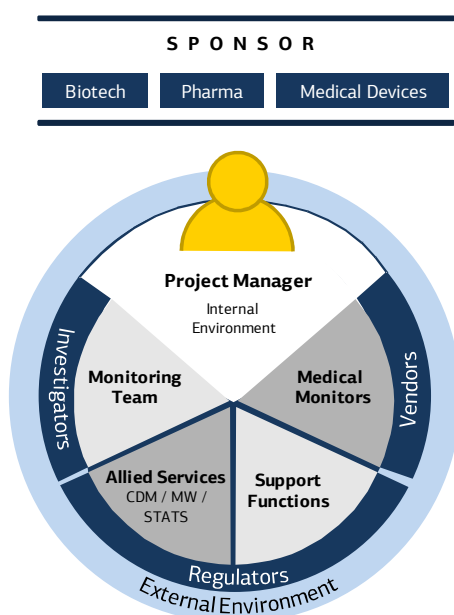 SPONSOR
Biotech
Pharma
Medical Devices
Project Manager
Internal
Environment
Investigators
Monitoring
Team
Medical
Monitors
Vendors
Allied Services
CDM / MW /
STATS
Support
Functions
Regulators
External Environment